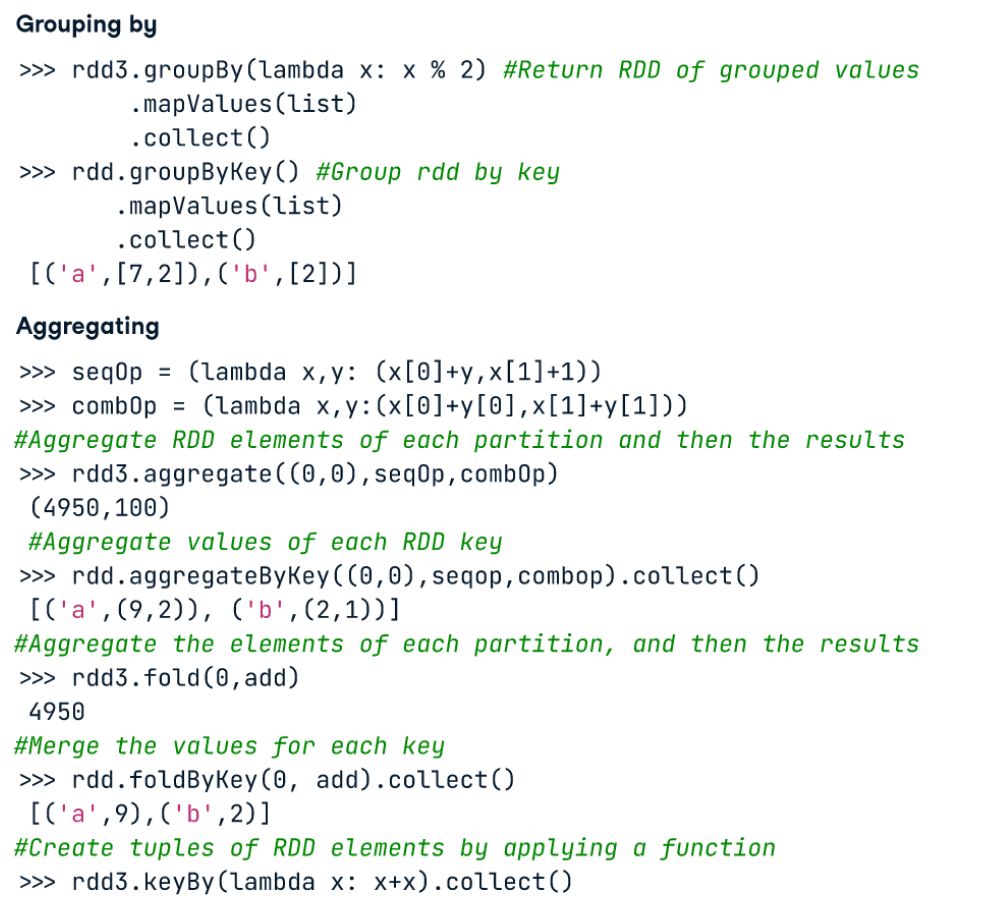 Grouping by
>>> rdd3.groupBy(lambda x: x % 2) #Return RDD of grouped values
.mapValues(list)
.collect()
>>> rdd.groupByKey() #Group rdd by key
.mapValues(list)
.collect()
[('a',[7,2]),('b',[2])]
Aggregating
>>> seqOp = (lambda x,y: (x[0]+y,x[1]+1))
>>> combOp = (lambda x,y:(x[0]+y[0],x[1]+y[1]))
#Aggregate RDD elements of each partition and then the results
>>> rdd3.aggregate((0,0),seqOp,combOp)
(4950,100)
#Aggregate values of each RDD key
>>> rdd.aggregateByKey((0,0),seqop,combop).collect()
[('a',(9,2)), ('b',(2,1))]
#Aggregate the elements of each partition, and then the results
>>> rdd3.fold(0,add)
4950
#Merge the values for each key
>>> rdd.foldByKey(0, add).collect()
[('a',9),('b',2)]
#Create tuples of RDD elements by applying a function
>>> rdd3.keyBy(lambda x: x+x).collect()